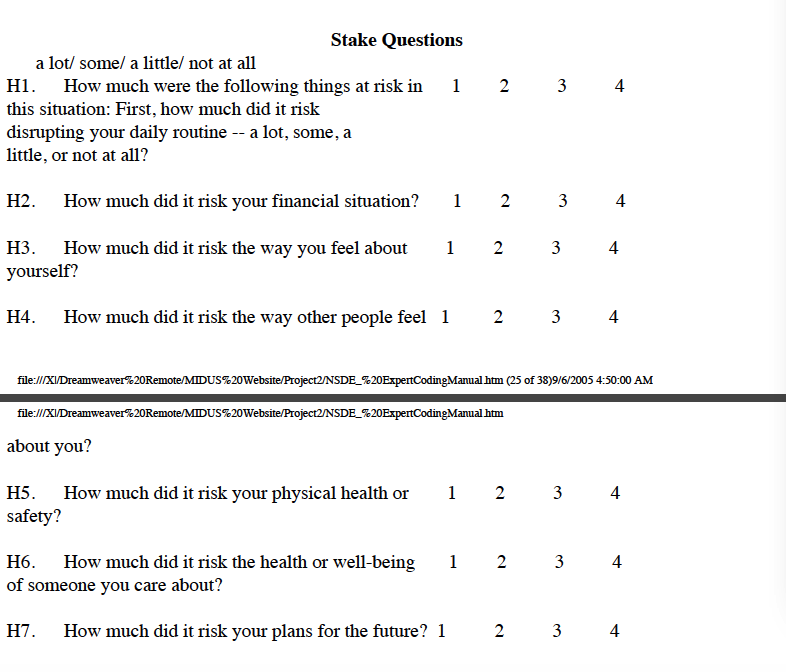 Stake Questions
a lot/ some/ a little/ not at all
H1. How much were the following things at risk in 1 2 3 4
this situation: First, how much did it risk
disrupting your daily routine -- a lot, some, a
little, or not at all?
H2. How much did it risk your financial situation? 1 2 3 4
H3. How much did it risk the way you feel about 1 2 3 4
yourself?
H4. How much did it risk the way other people feel 1 2 3 4
file:///X|/Dreamweaver%20Remote/MIDUS%20Website/Project2/NSDE_%20ExpertCodingManual.htm (25 of 38)9/6/2005 4:50:00 AM
file:///X|/Dreamweaver%20Remote/MIDUS%20Website/Project2/NSDE_%20ExpertCodingManual.htm
about you?
H5. How much did it risk your physical health or 1 2 3 4
safety?
H6. How much did it risk the health or well-being 1 2 3 4
of someone you care about?
H7. How much did it risk your plans for the future? 1 2 3 4